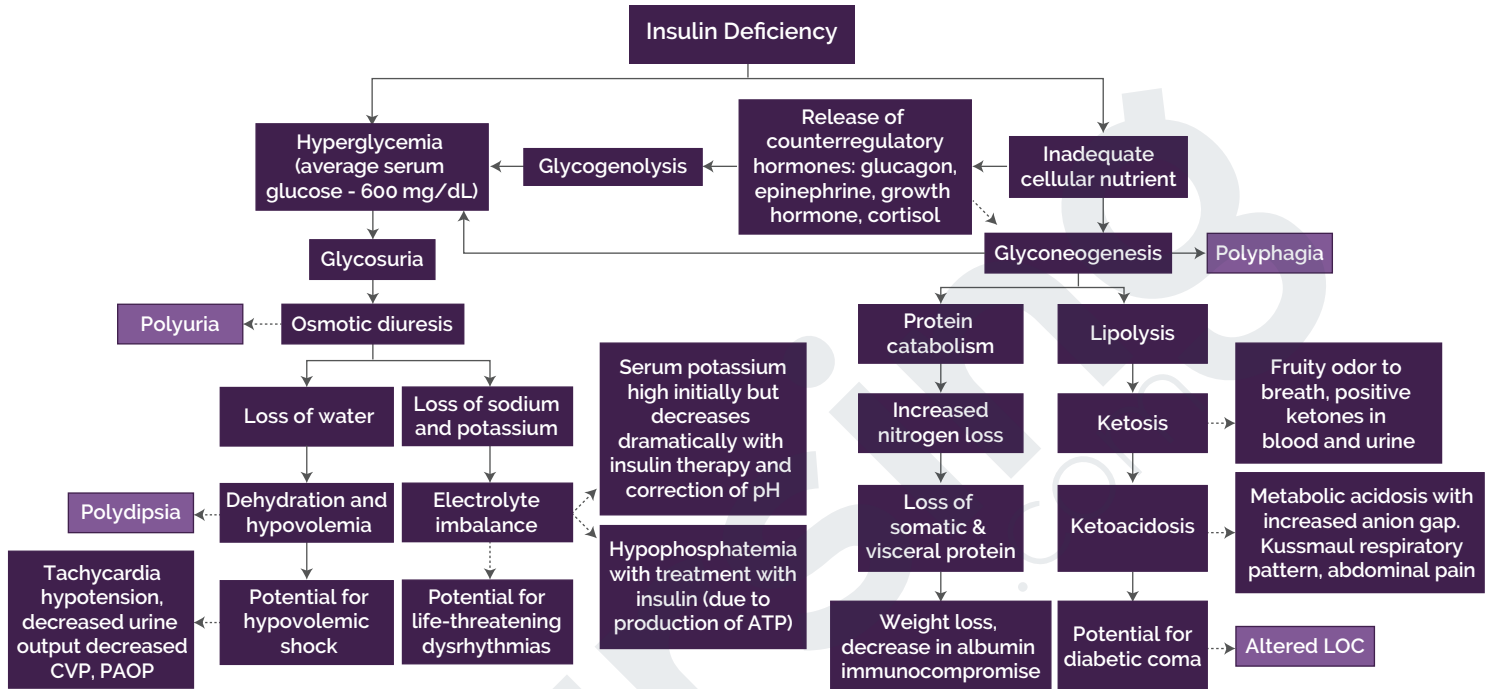 Insulin Deficiency
Hyperglycemia
(average serum
glucose - 600 mg/dL)
Glycogenolysis
Release of
counterregulatory
hormones: glucagon,
epinephrine, growth
hormone, cortisol
Inadequate
cellular nutrient
Glycosuria
Glyconeogenesis
Polyphagia
Polyuria
Osmotic diuresis
Protein
catabolism
Lipolysis
Loss of water
Loss of sodium
and potassium
Serum potassium
high initially but
decreases
dramatically with
insulin therapy and
correction of pH
Increased
nitrogen loss
Ketosis
Fruity odor to
breath, positive
ketones in
blood and urine
Polydipsia
Dehydration and
hypovolemia
Electrolyte
imbalance
Hypophosphatemia
with treatment with
insulin (due to
production of ATP)
Loss of
somatic &
visceral protein
Ketoacidosis
Metabolic acidosis with
increased anion gap.
Kussmaul respiratory
pattern, abdominal pain
Tachycardia
hypotension,
decreased urine
output decreased
CVP, PAOP
Potential for
hypovolemic
shock
Potential for
life-threatening
dysrhythmias
Weight loss,
decrease in albumin
immunocompromise
Potential for
diabetic coma
Altered LOC